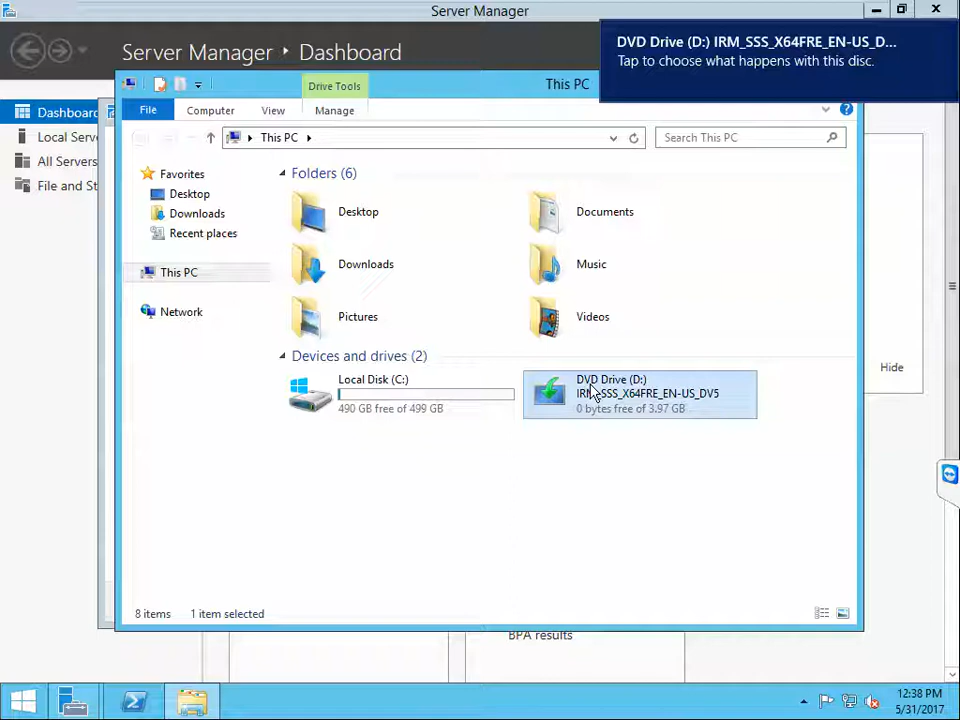 Server Manager
Server Manager ‣ Dashboard
DVD Drive (D:) IRM_SSS_X64FRE_EN-US_D...
Tap to choose what happens with this disc.
Drive Tools
This PC
File
Computer
View
Manage
This PC
Search This PC
Dashboard
Local Serve
All Servers
File and St
Favorites
Desktop
Downloads
Recent places
This PC
Network
Folders (6)
Desktop
Documents
Downloads
Music
Pictures
Videos
Devices and drives (2)
Local Disk (C:)
490 GB free of 499 GB
DVD Drive (D:)
IRM_SSS_X64FRE_EN-US_DV5
0 bytes free of 3.97 GB
Hide
8 items
1 item selected
BPA results
12:38 PM
5/31/2017